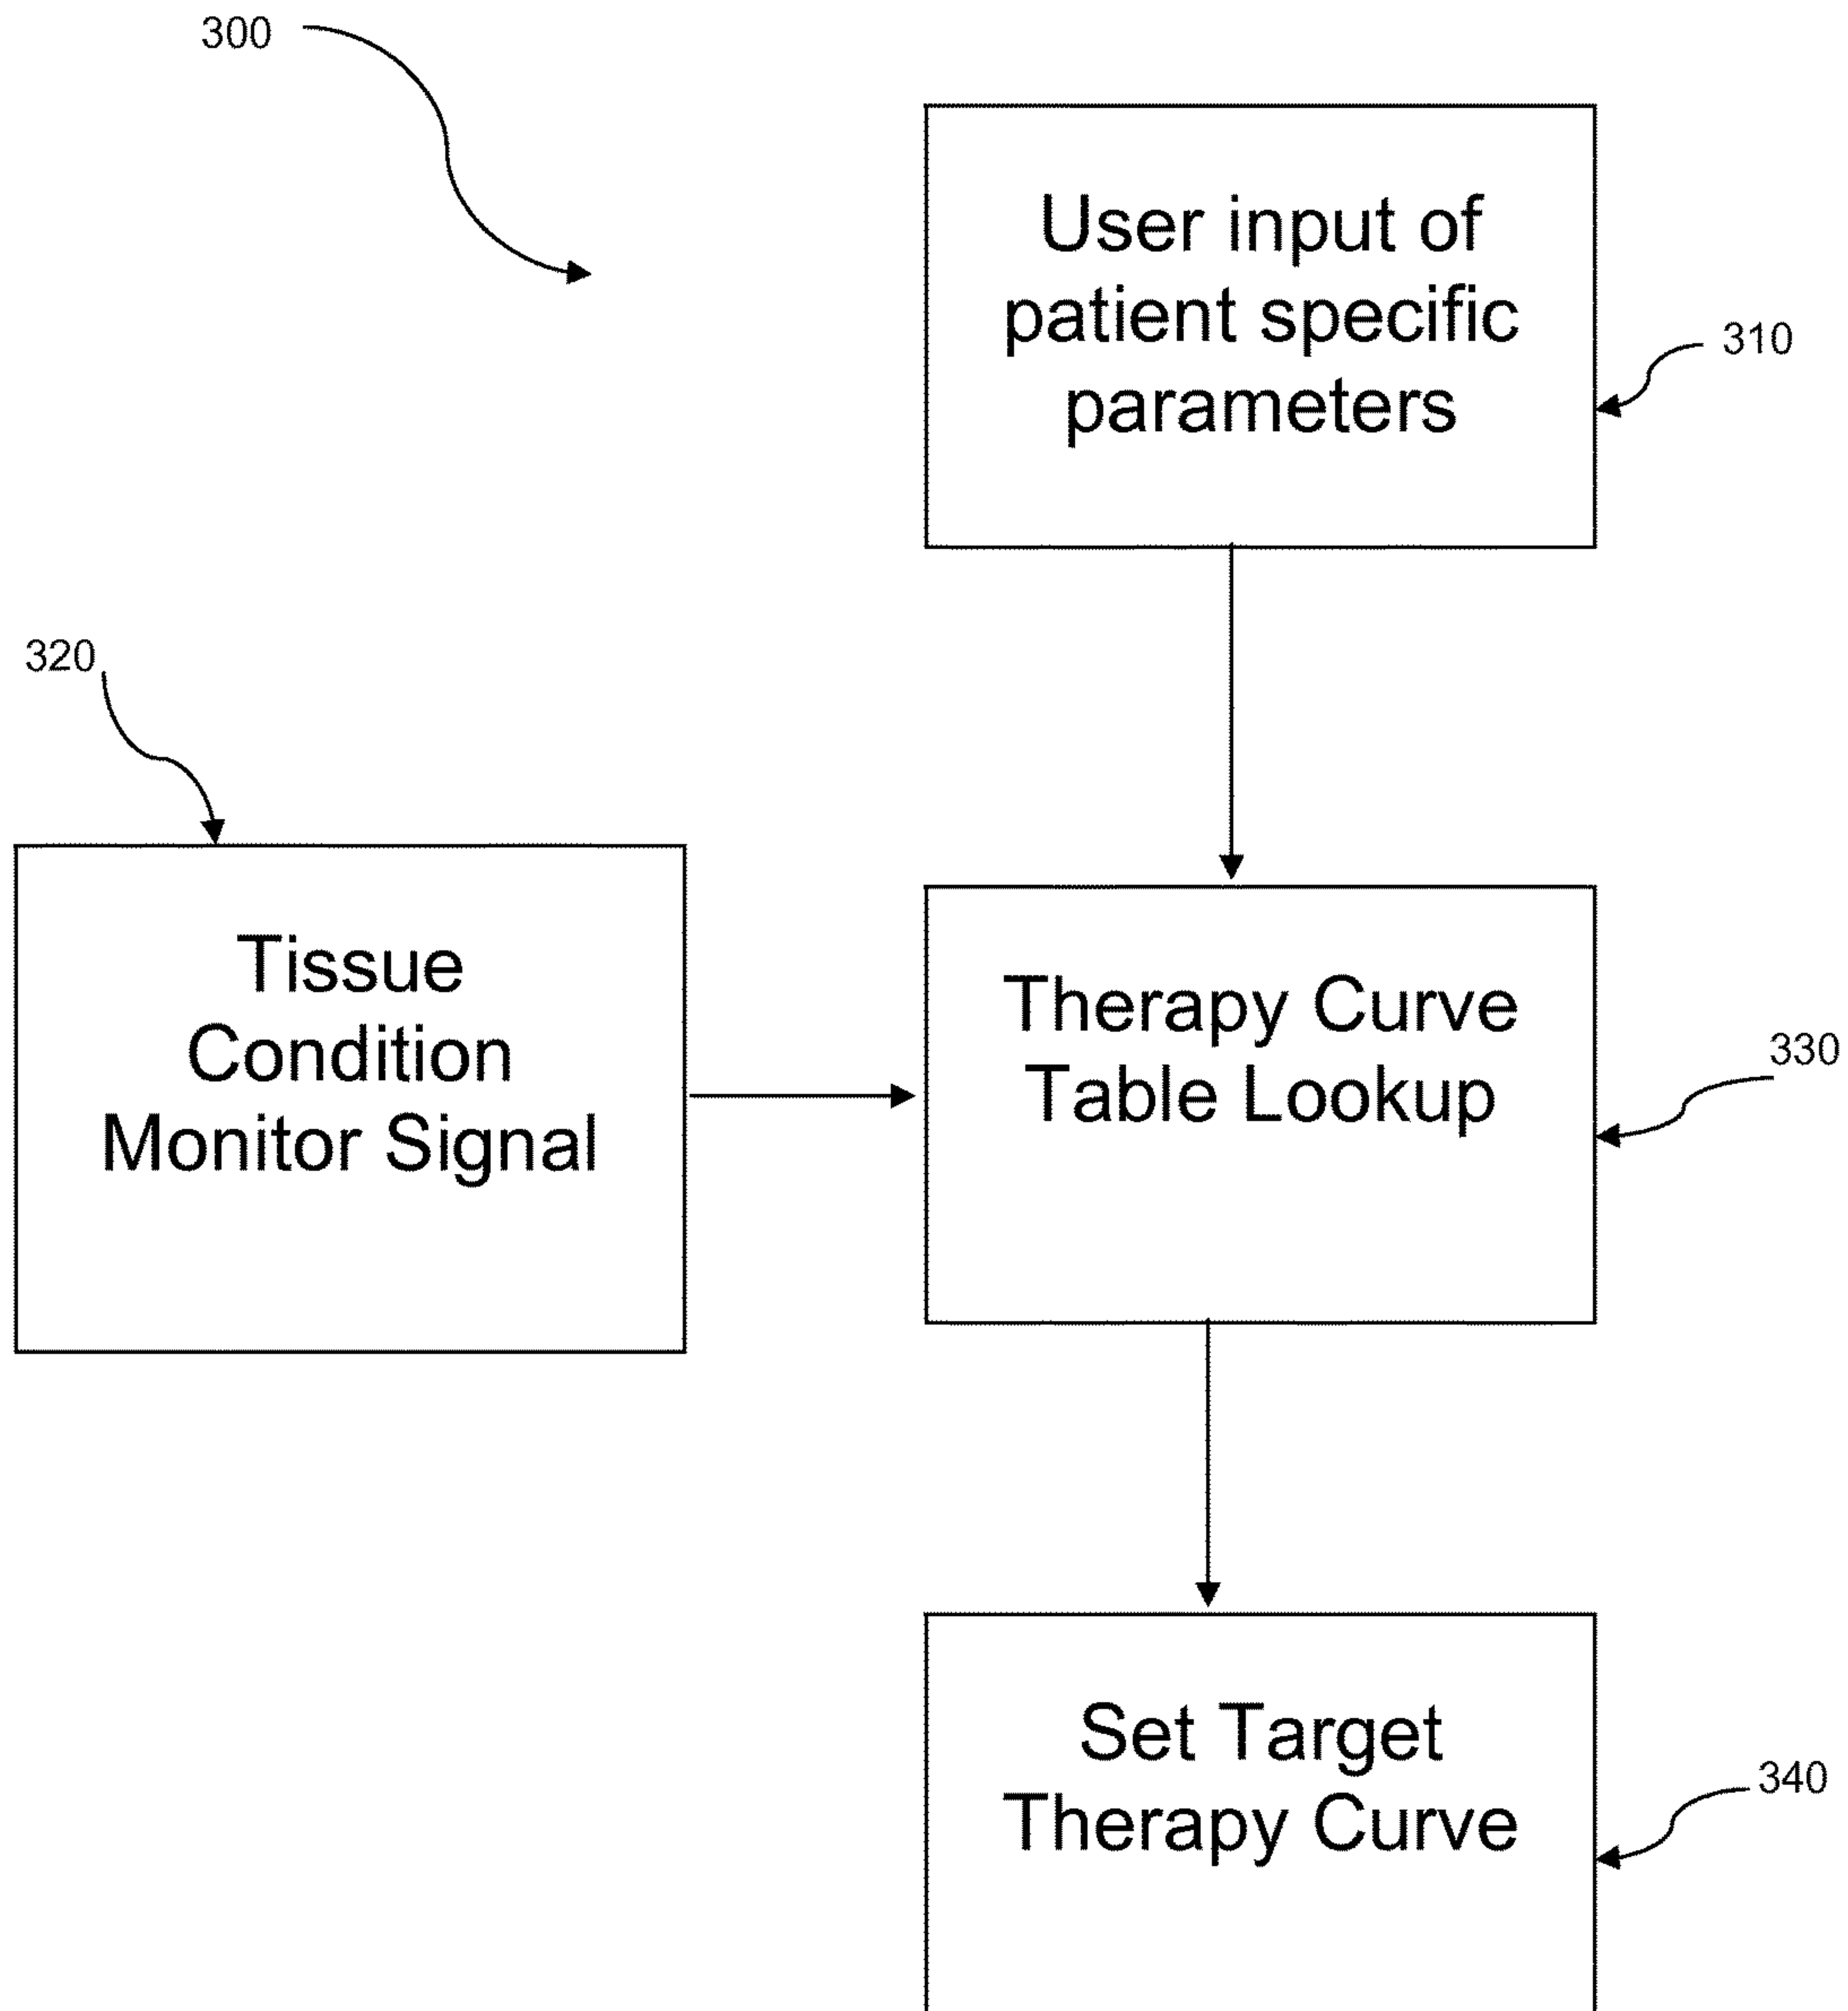 300
User input of
patient specific
parameters
310
320
Tissue
Condition
Monitor Signal
Therapy Curve
Table Lookup
330
Set Target
Therapy Curve
340